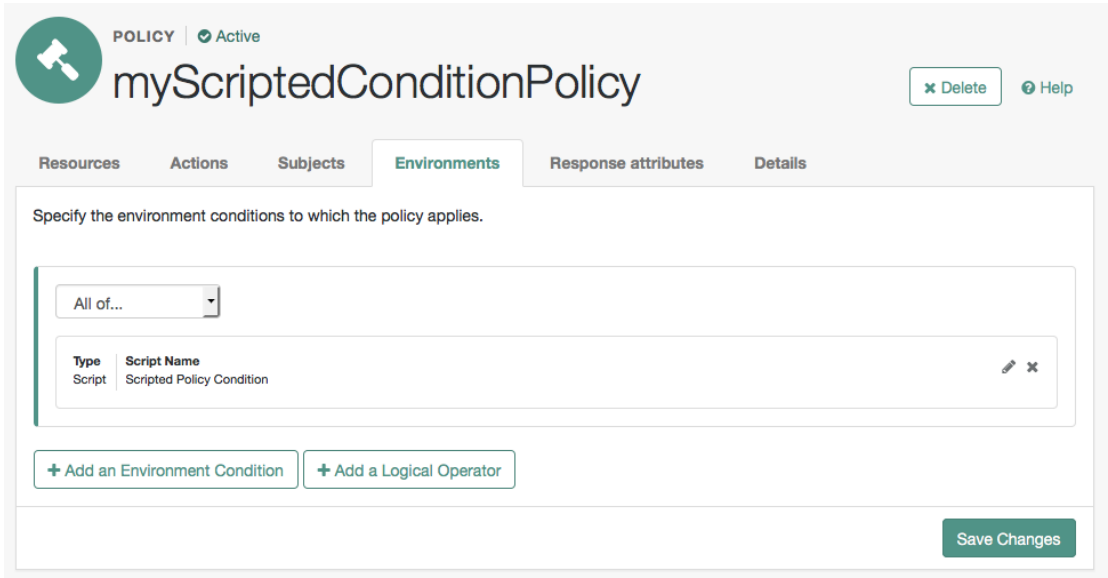 POLICY Active
myScriptedConditionPolicy
Delete Help
Resources Actions Subjects Environments Response attributes Details
Specify the environment conditions to which the policy applies.
All of...
Type Script Name
Script Scripted Policy Condition
+ Add an Environment Condition + Add a Logical Operator
Save Changes